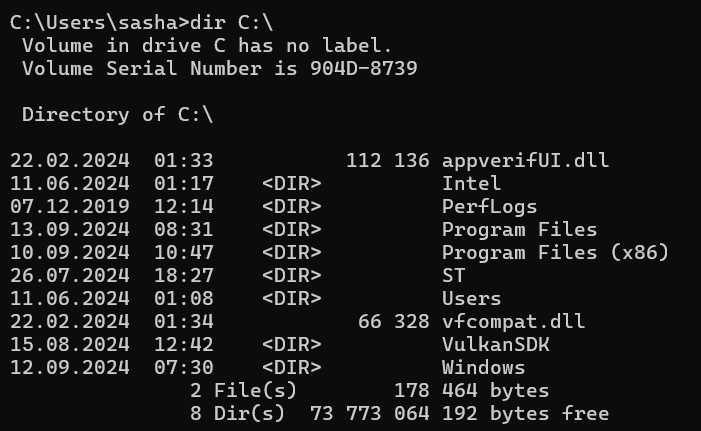 C:\Users\sasha>dir C:\
 Volume in drive C has no label.
 Volume Serial Number is 904D-8739

 Directory of C:\

22.02.2024  01:33           112 136 appverifUI.dll
11.06.2024  01:17    <DIR>          Intel
07.12.2019  12:14    <DIR>          PerfLogs
13.09.2024  08:31    <DIR>          Program Files
10.09.2024  10:47    <DIR>          Program Files (x86)
26.07.2024  18:27    <DIR>          ST
11.06.2024  01:08    <DIR>          Users
22.02.2024  01:34            66 328 vfcompat.dll
15.08.2024  12:42    <DIR>          VulkanSDK
12.09.2024  07:30    <DIR>          Windows
               2 File(s)        178 464 bytes
               8 Dir(s)  73 773 064 192 bytes free